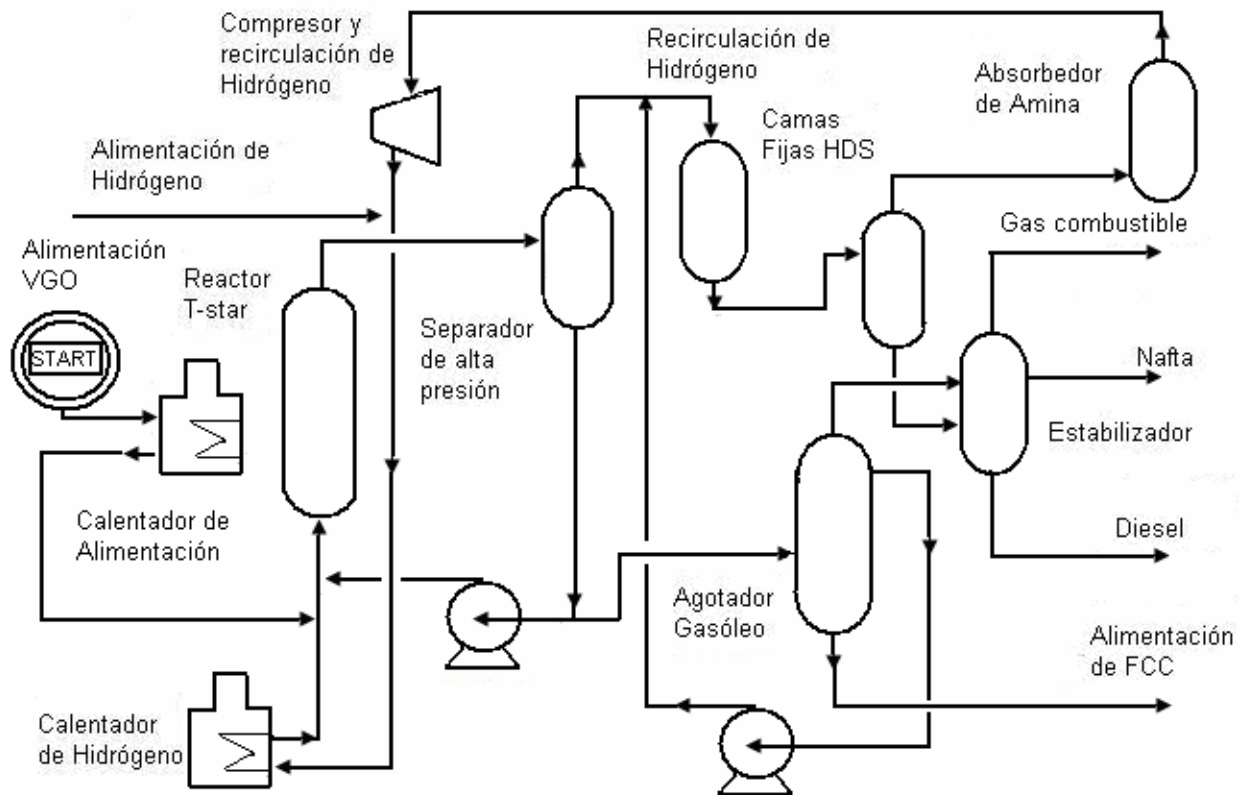 Compresor y
recirculación de
Hidrógeno
Recirculación de
Hidrógeno
Absorbedor
de Amina
Camas
Fijas HDS
Alimentación de
Hidrógeno
Gas combustible
Alimentación
VGO
Reactor
T-star
START
Separador
de alta
presión
Nafta
Estabilizador
Calentador de
Alimentación
Diesel
Agotador
Gasóleo
Alimentación
de FCC
Calentador
de Hidrógeno